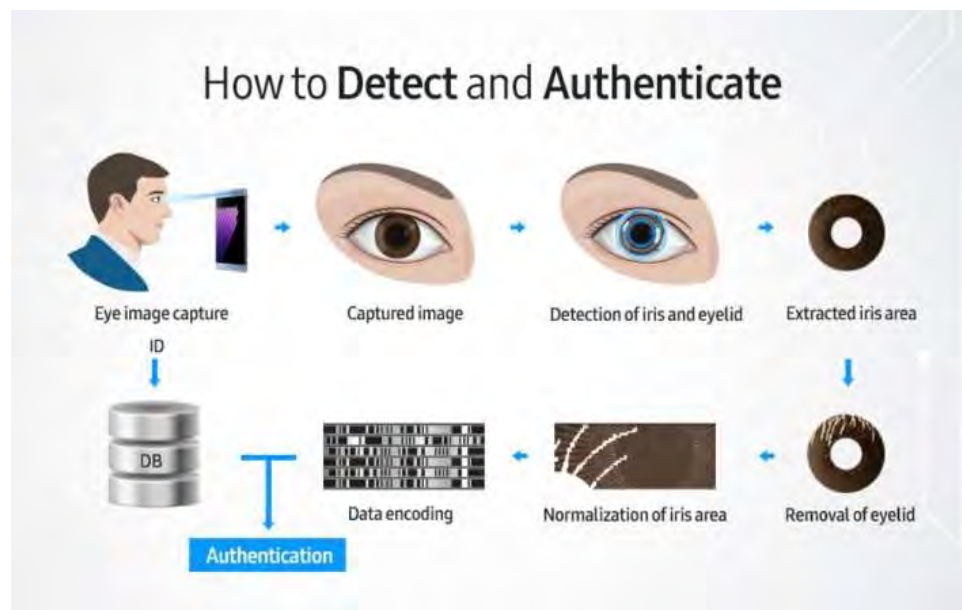 How to Detect and Authenticate
Eye image capture
Captured image
Detection of iris and eyelid
Extracted iris area
ID
DB
Data encoding
Normalization of iris area
Removal of eyelid
Authentication